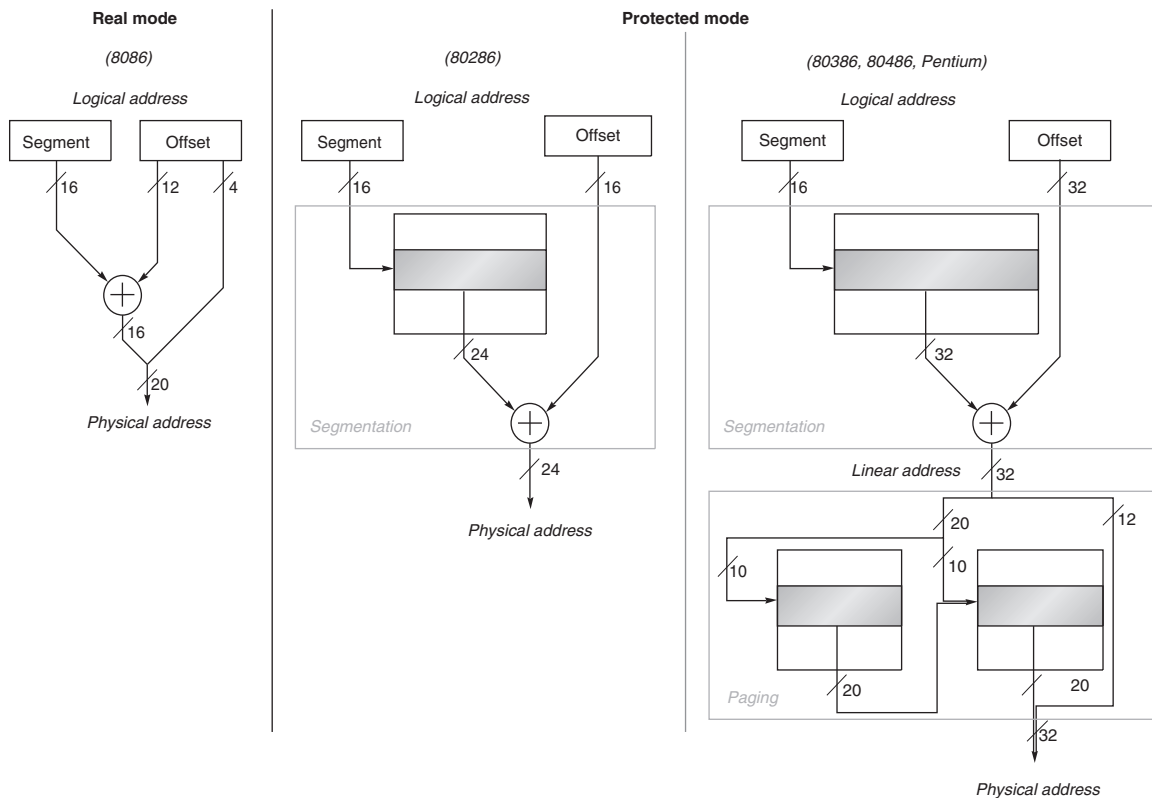 Real mode
Protected mode
(8086)
(80286)
(80386, 80486, Pentium)
Logical address
Logical address
Logical address
Segment
Offset
Segment
Offset
Segment
Offset
16
12
4
16
16
16
32
16
24
32
20
Physical address
Segmentation
Segmentation
24
Linear address
32
Physical address
20
12
10
10
20
20
Paging
32
Physical address